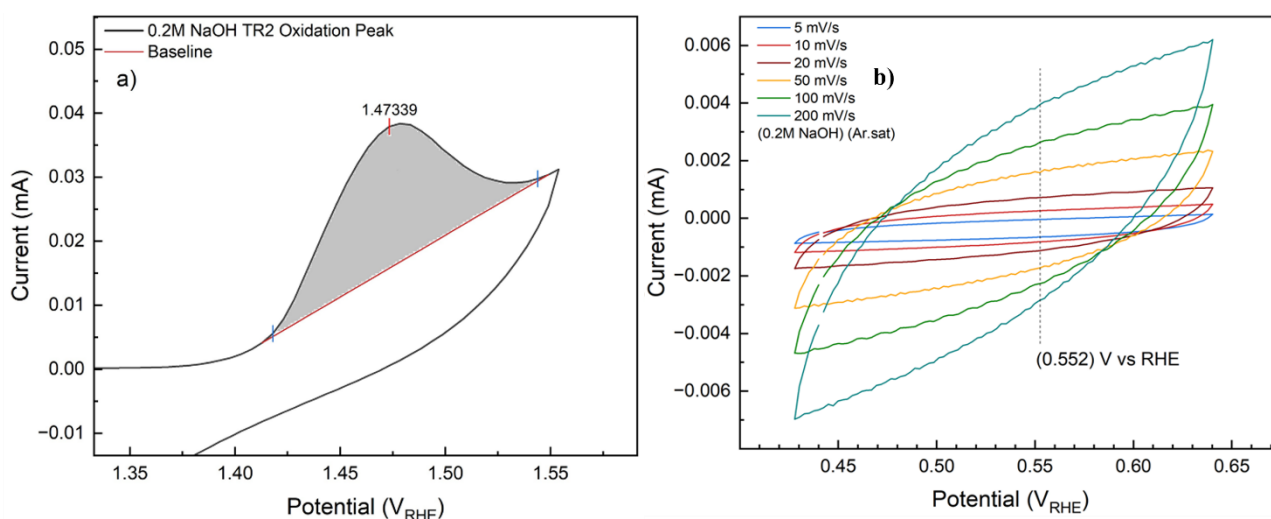 0.2M NaOH TR2 Oxidation Peak
Baseline
a)
1.47339
0.05
0.04
0.03
0.02
0.01
0.00
−0.01
Current (mA)
1.35
1.40
1.45
1.50
1.55
Potential (VRHE)
5 mV/s
10 mV/s
20 mV/s
50 mV/s
100 mV/s
200 mV/s
(0.2M NaOH) (Ar.sat)
b)
(0.552) V vs RHE
0.006
0.004
0.002
0.000
−0.002
−0.004
−0.006
Current (mA)
0.45
0.50
0.55
0.60
0.65
Potential (VRHE)